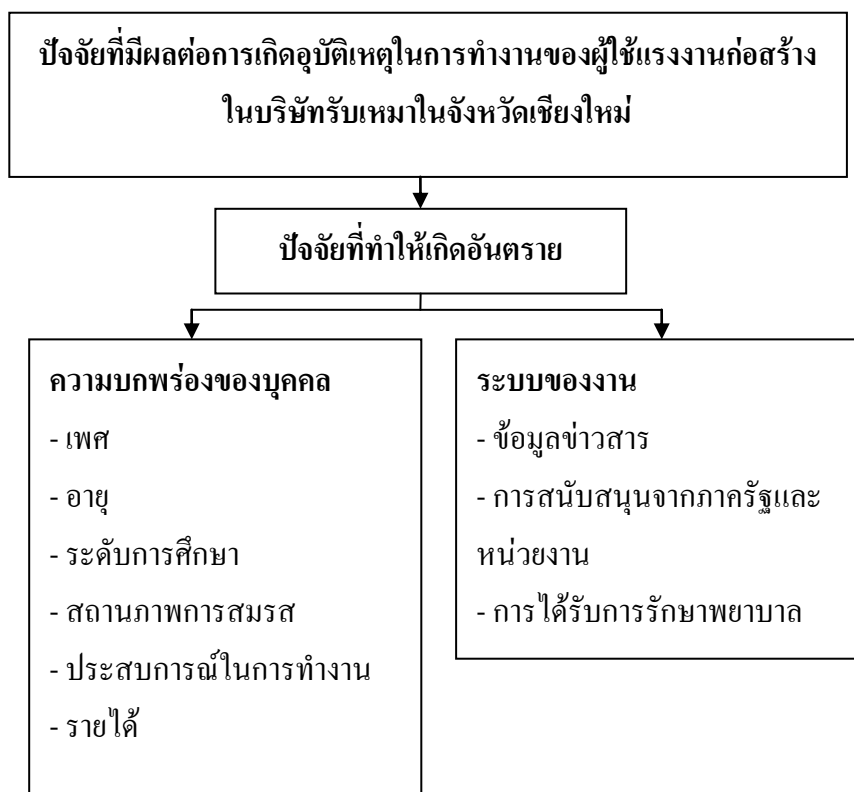 ปัจจัยที่มีผลต่อการเกิดอุบัติเหตุในการทำงานของผู้ใช้แรงงานก่อสร้าง
ในบริษัทรับเหมาในจังหวัดเชียงใหม่
ปัจจัยที่ทำให้เกิดอันตราย
ความบกพร่องของบุคคล
- เพศ
- อายุ
- ระดับการศึกษา
- สถานภาพการสมรส
- ประสบการณ์ในการทำงาน
- รายได้
ระบบของงาน
- ข้อมูลข่าวสาร
- การสนับสนุนจากภาครัฐและ
หน่วยงาน
- การได้รับการรักษาพยาบาล